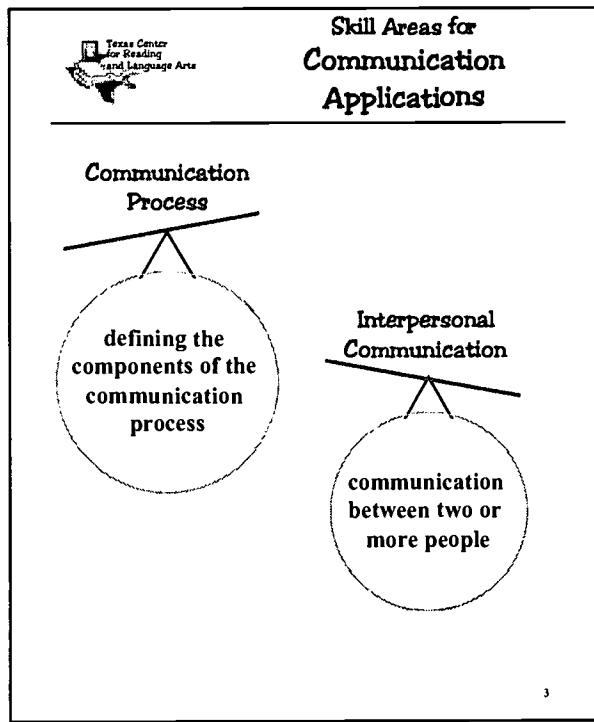 Texas Center
for Reading
and Language Arts
Skill Areas for
Communication
Applications
Communication
Process
defining the
components of the
communication
process
Interpersonal
Communication
communication
between two or
more people
3